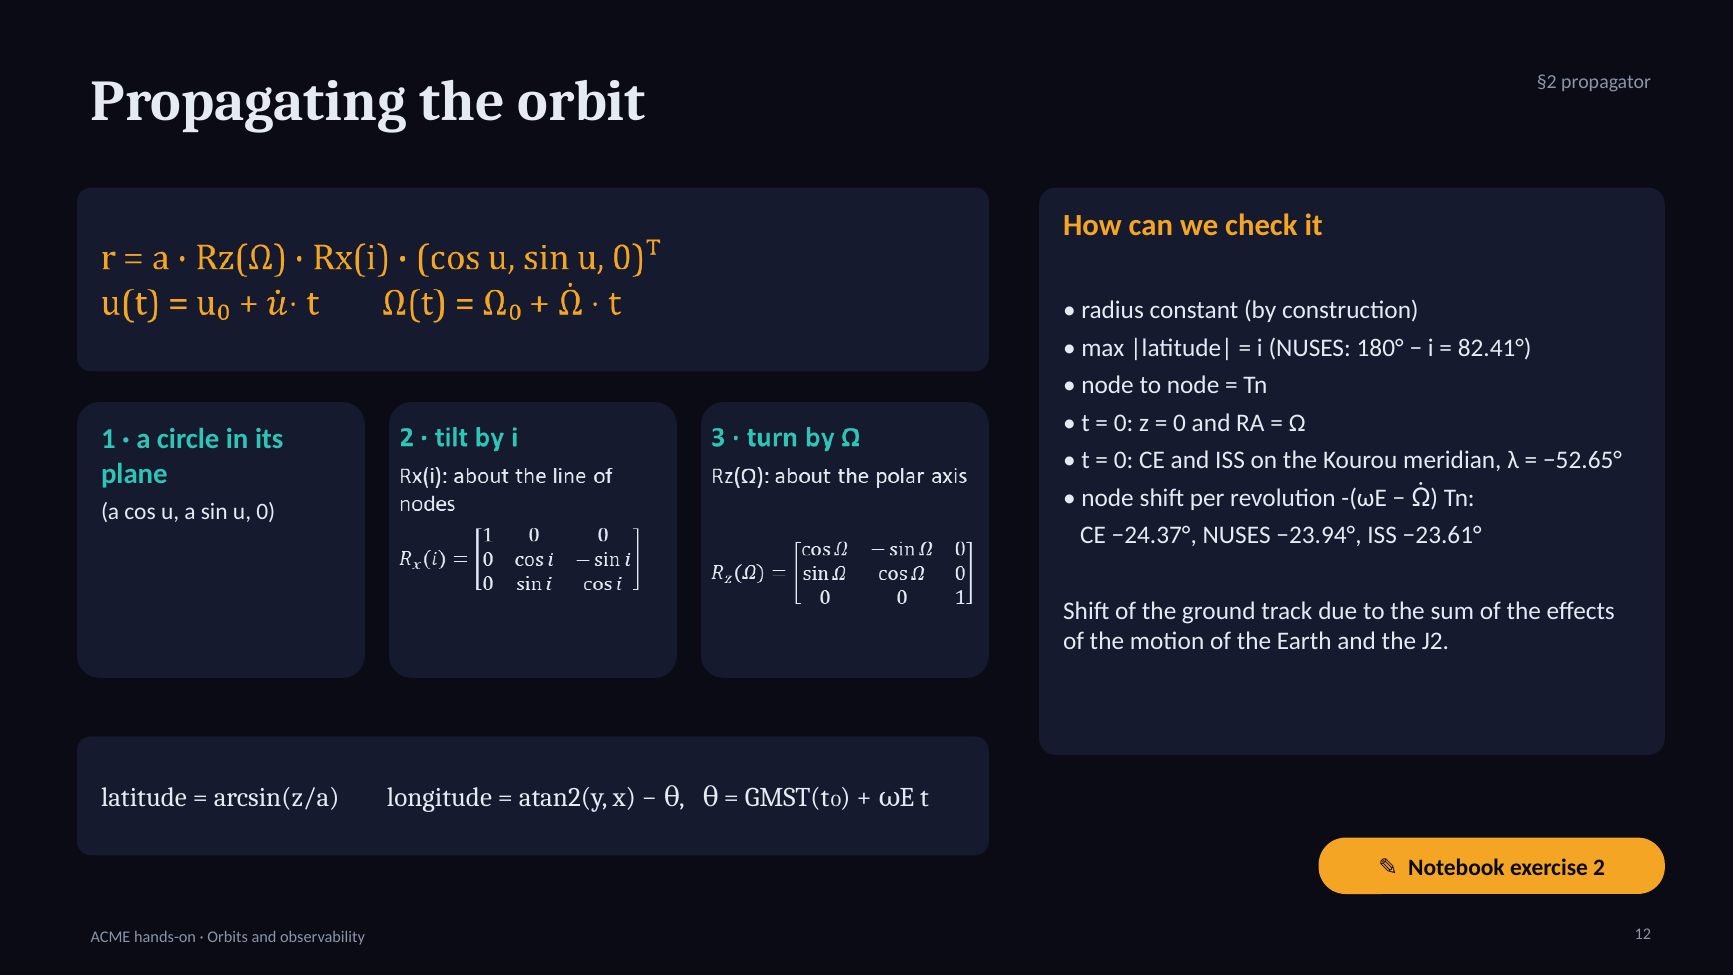 Propagating the orbit
§2 propagator
r = a · Rz(Ω) · Rx(i) · (cos u, sin u, 0)ᵀ
u(t) = u₀ + u̇· t Ω(t) = Ω₀ + Ω̇ · t
1 · a circle in its
plane
(a cos u, a sin u, 0)
2 · tilt by i
Rx(i): about the line of
nodes
1 0 0
Rₓ(i) = [0 cos i − sin i]
0 sin i cos i
3 · turn by Ω
Rz(Ω): about the polar axis
cos Ω − sin Ω 0
R_z(Ω) = [sin Ω cos Ω 0]
0 0 1
latitude = arcsin(z/a) longitude = atan2(y, x) − θ, θ = GMST(t₀) + ωE t
How can we check it
• radius constant (by construction)
• max |latitude| = i (NUSES: 180° − i = 82.41°)
• node to node = Tn
• t = 0: z = 0 and RA = Ω
• t = 0: CE and ISS on the Kourou meridian, λ = −52.65°
• node shift per revolution -(ωE − Ω̇) Tn:
CE −24.37°, NUSES −23.94°, ISS −23.61°
Shift of the ground track due to the sum of the effects
of the motion of the Earth and the J2.
✎ Notebook exercise 2
ACME hands-on · Orbits and observability
12